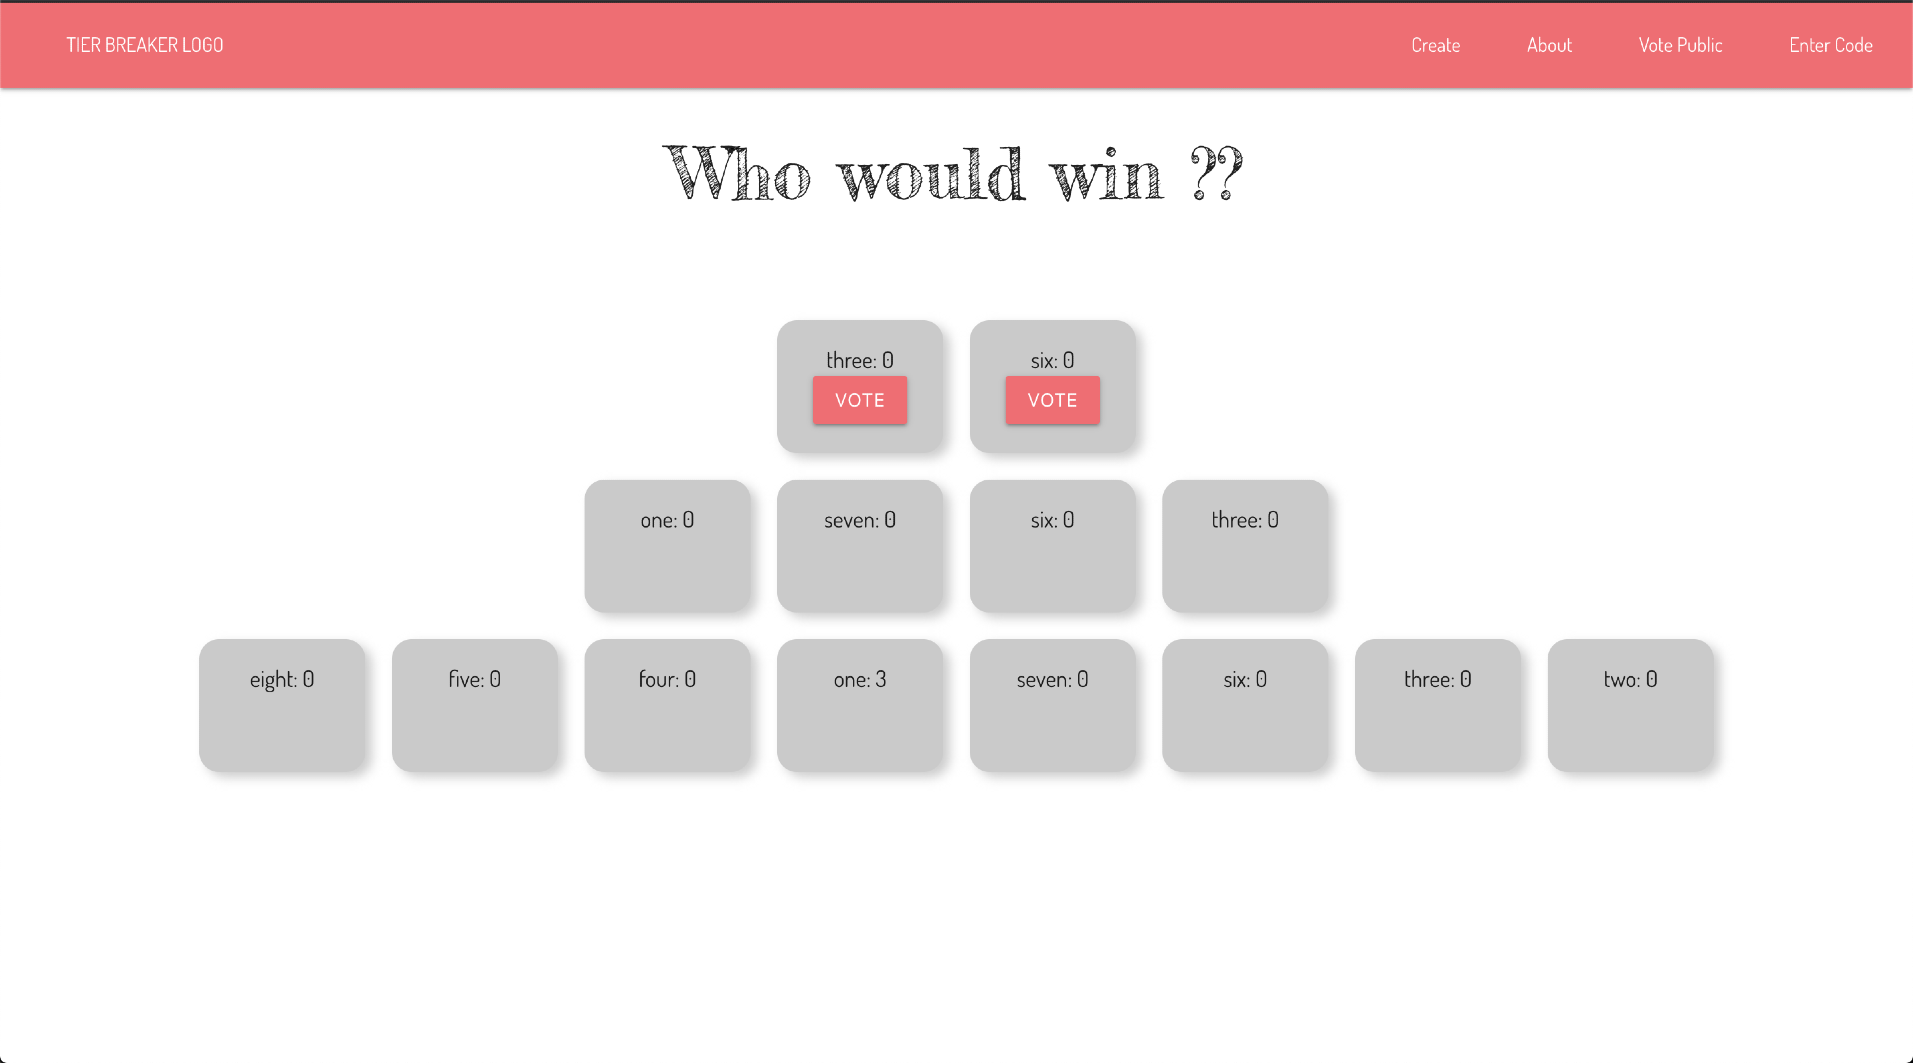 TIER BREAKER LOGO Create About Vote Public Enter Code
Who would win ??
three: 0 six: 0
VOTE VOTE
one: 0 seven: 0 six: 0 three: 0
eight: 0 five: 0 four: 0 one: 3 seven: 0 six: 0 three: 0 two: 0